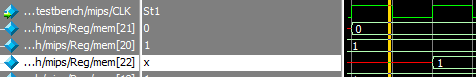 ...testbench/mips/CLK St1
...h/mips/Reg/mem[21] 0 0
...h/mips/Reg/mem[20] 1 1
...h/mips/Reg/mem[22] x 1